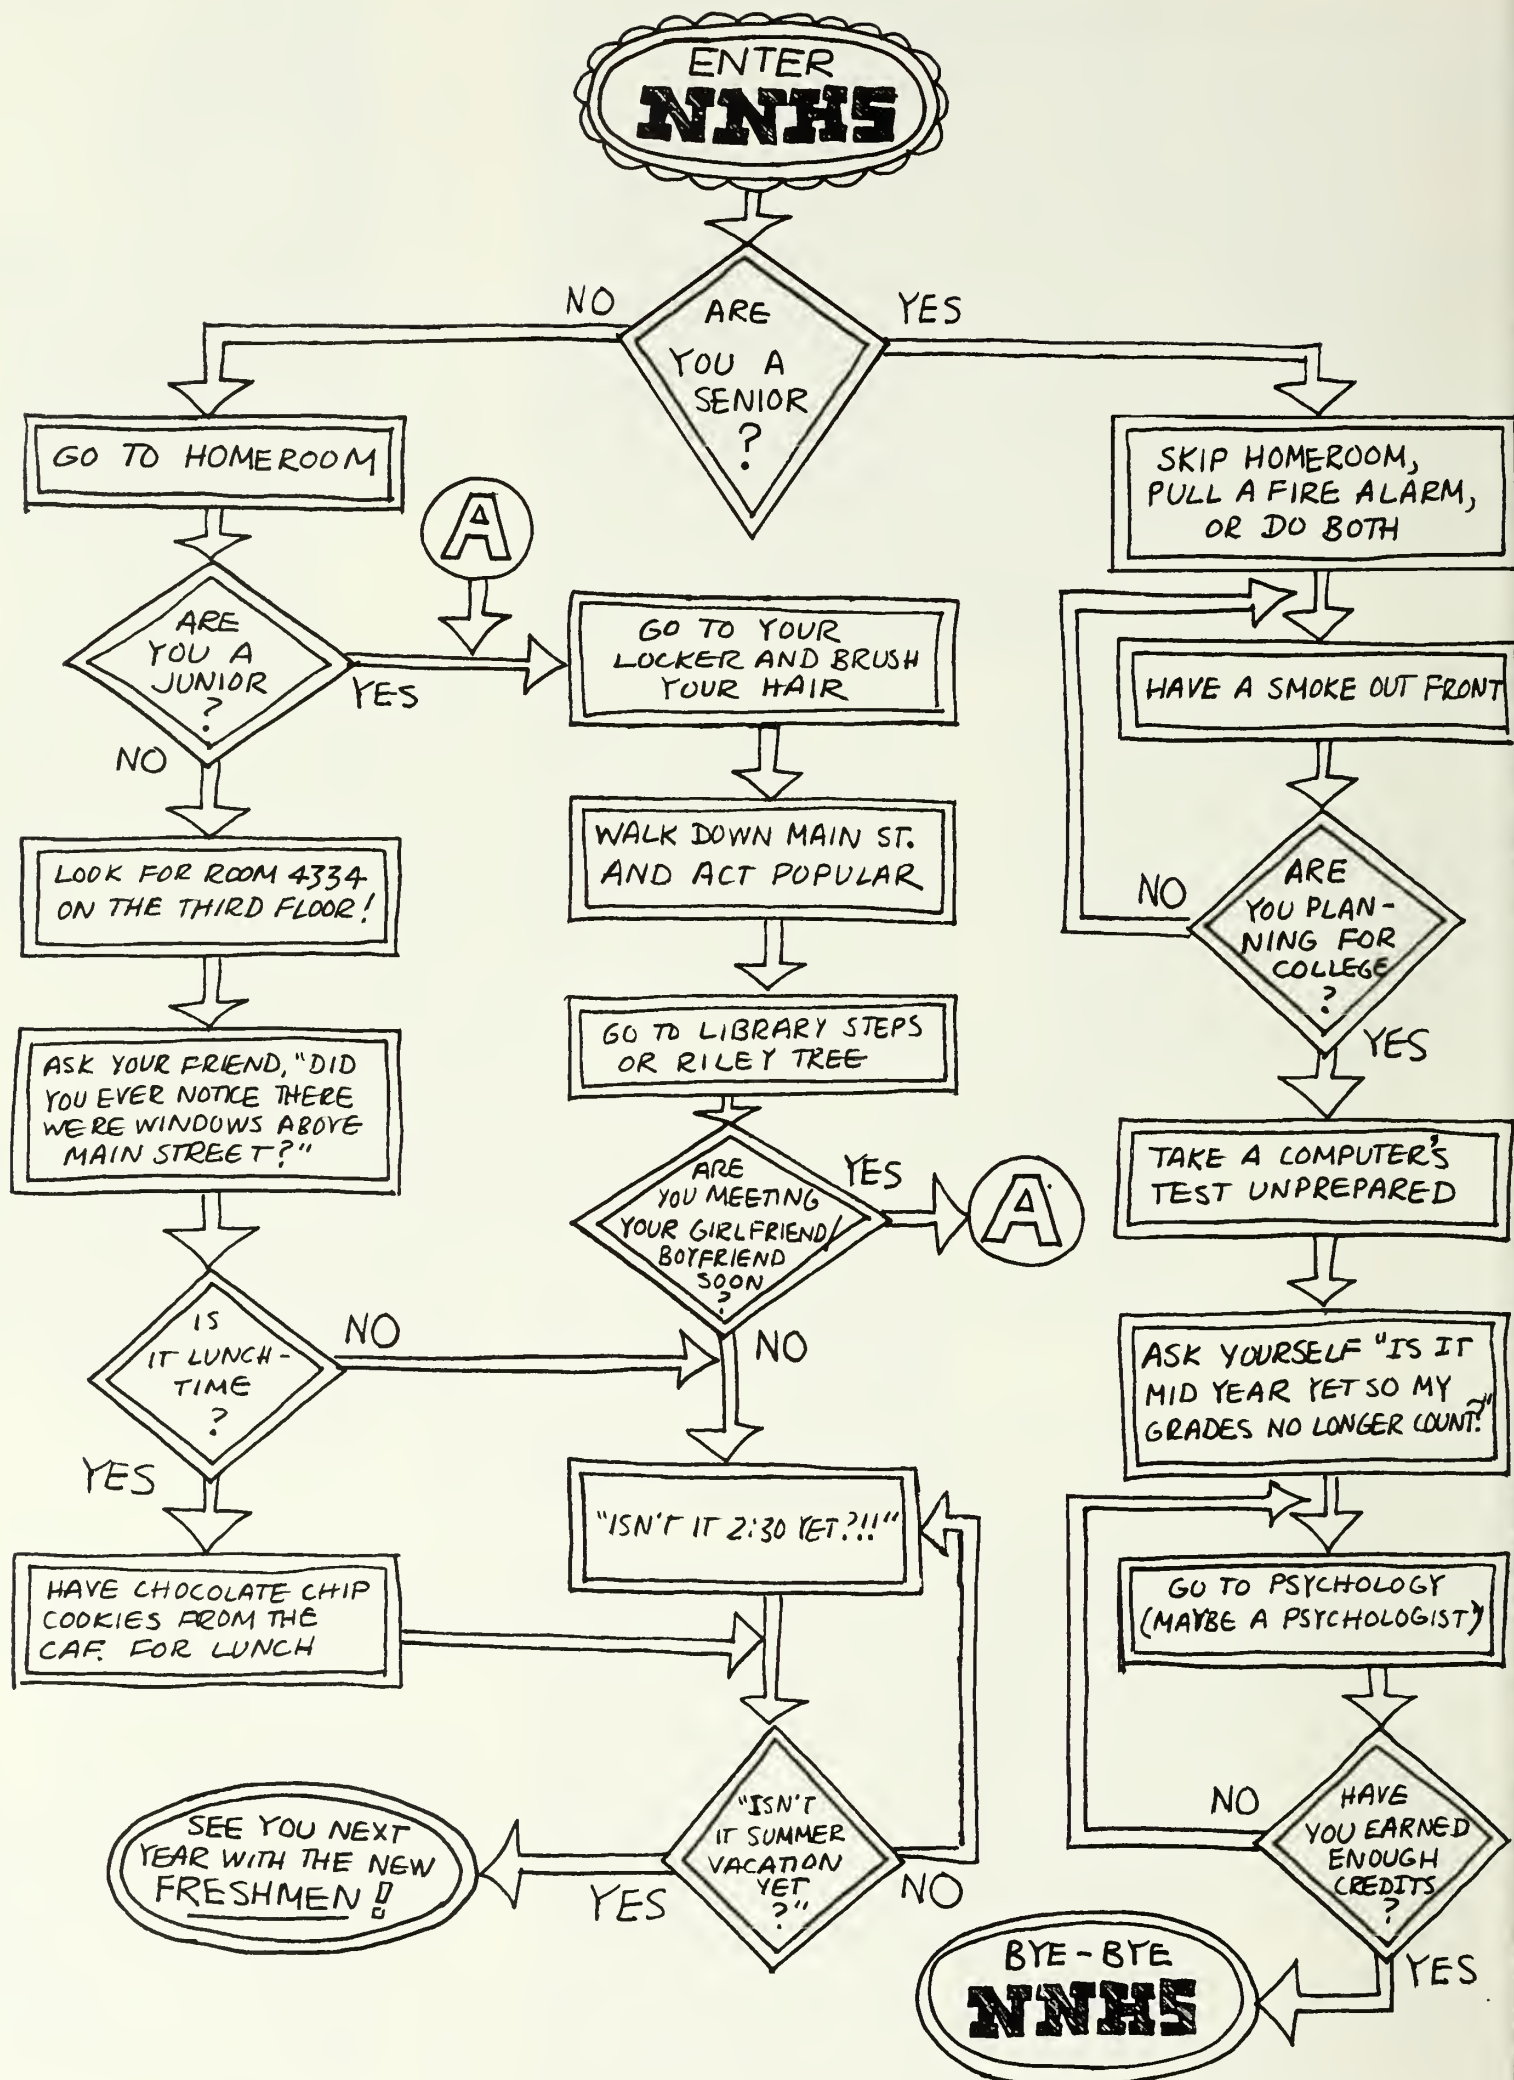 ENTER
NNHS
NO
YES
ARE
YOU A
SENIOR
?
GO TO HOMEROOM
A
SKIP HOMEROOM,
PULL A FIRE ALARM,
OR DO BOTH
ARE
YOU A
JUNIOR
?
YES
NO
GO TO YOUR
LOCKER AND BRUSH
YOUR HAIR
HAVE A SMOKE OUT FRONT
LOOK FOR ROOM 4334
ON THE THIRD FLOOR!
WALK DOWN MAIN ST.
AND ACT POPULAR
NO
ARE
YOU PLAN-
NING FOR
COLLEGE
?
YES
ASK YOUR FRIEND, "DID
YOU EVER NOTICE THERE
WERE WINDOWS ABOVE
MAIN STREET?"
GO TO LIBRARY STEPS
OR RILEY TREE
ARE
YOU MEETING
YOUR GIRLFRIEND/
BOYFRIEND
SOON
?
YES
A
NO
TAKE A COMPUTER'S
TEST UNPREPARED
IS
IT LUNCH-
TIME
?
NO
YES
ASK YOURSELF "IS IT
MID YEAR YET SO MY
GRADES NO LONGER COUNT?"
"ISN'T IT 2:30 YET?!!"
HAVE CHOCOLATE CHIP
COOKIES FROM THE
CAF. FOR LUNCH
GO TO PSYCHOLOGY
(MAYBE A PSYCHOLOGIST)
"ISN'T
IT SUMMER
VACATION
YET
?"
YES
NO
SEE YOU NEXT
YEAR WITH THE NEW
FRESHMEN!
NO
HAVE
YOU EARNED
ENOUGH
CREDITS
?
YES
BYE-BYE
NNHS